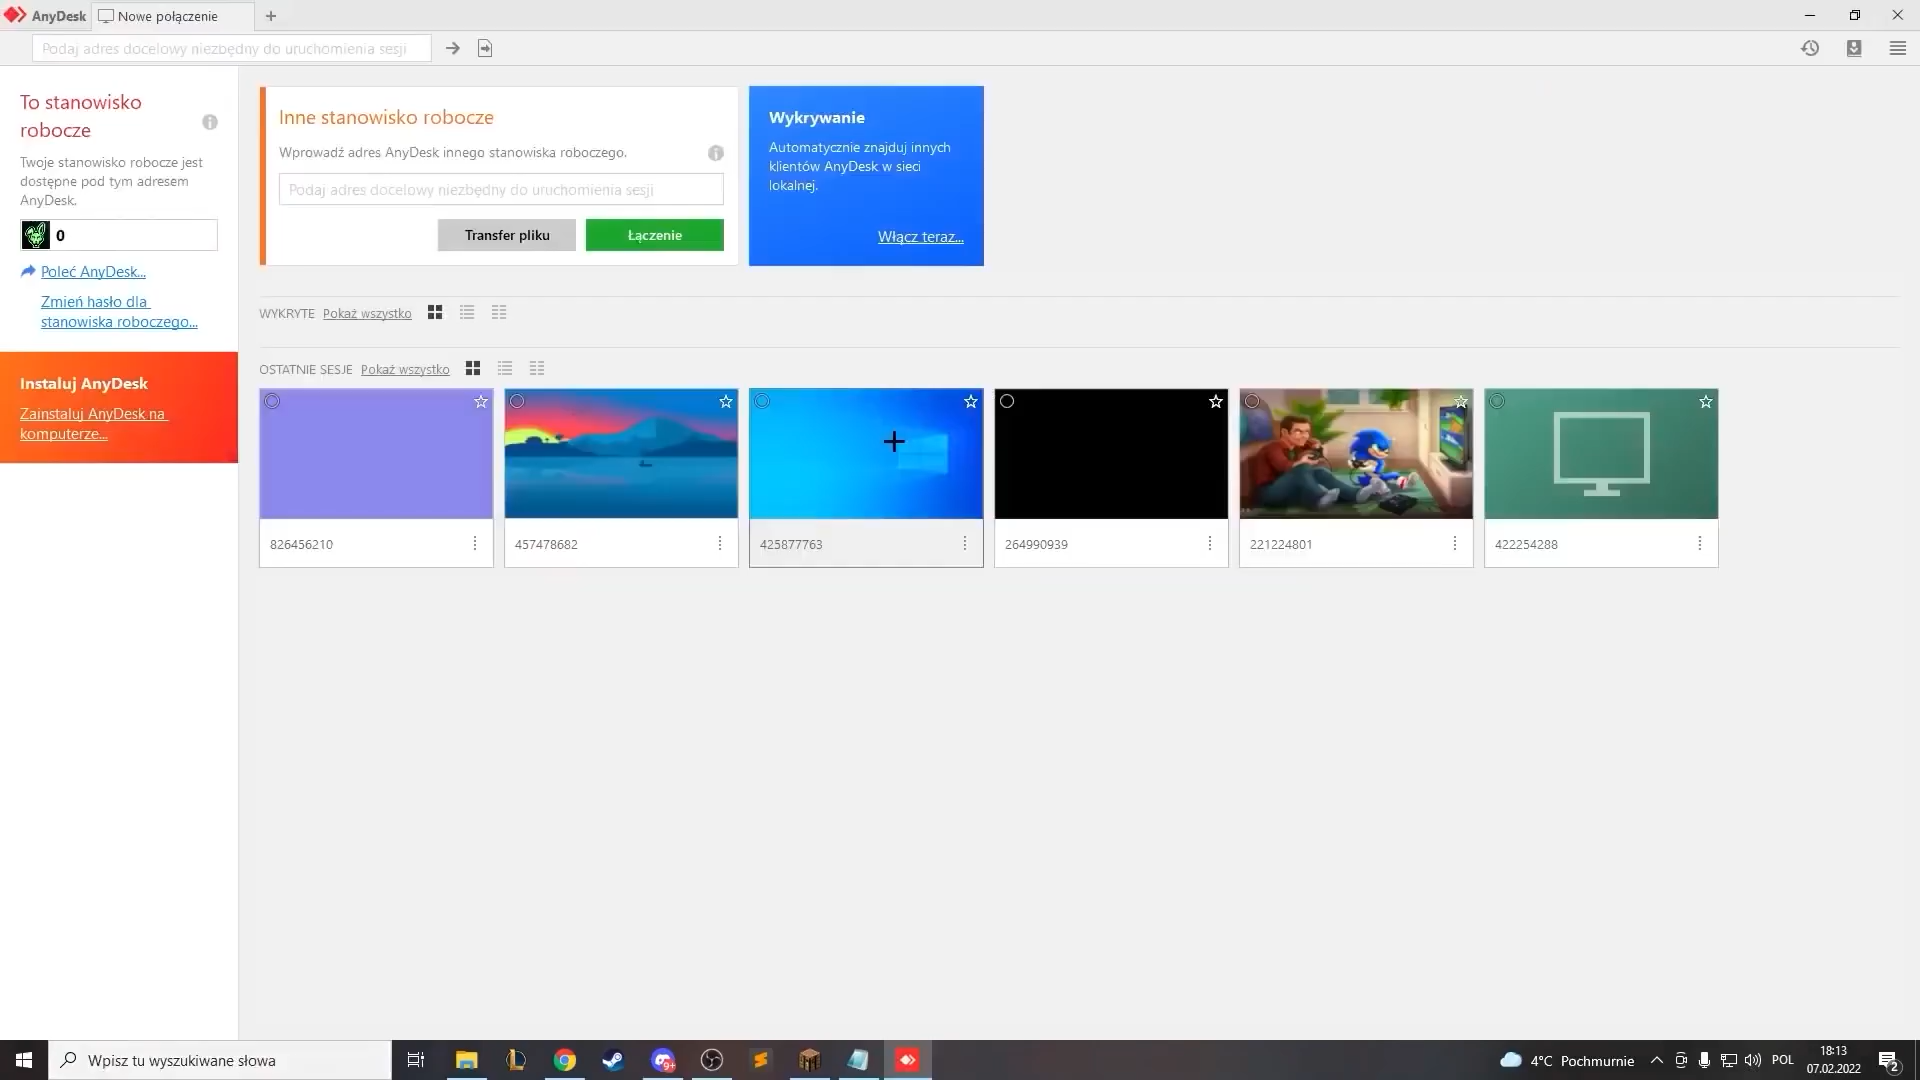 AnyDesk
Nowe połączenie
Podaj adres docelowy niezbędny do uruchomienia sesji
To stanowisko
robocze
Twoje stanowisko robocze jest
dostępne pod tym adresem
AnyDesk.
0
Poleć AnyDesk...
Zmień hasło dla
stanowiska roboczego...
Instaluj AnyDesk
Zainstaluj AnyDesk na
komputerze...
Inne stanowisko robocze
Wprowadź adres AnyDesk innego stanowiska roboczego.
Podaj adres docelowy niezbędny do uruchomienia sesji
Transfer pliku
Łączenie
Wykrywanie
Automatycznie znajduj innych
klientów AnyDesk w sieci
lokalnej.
Włącz teraz...
WYKRYTE Pokaż wszystko
OSTATNIE SESJE Pokaż wszystko
826456210
457478682
425877763
264990939
221224801
422254288
Wpisz tu wyszukiwane słowa
9+
4°C Pochmurnie
POL
18:13
07.02.2022
2